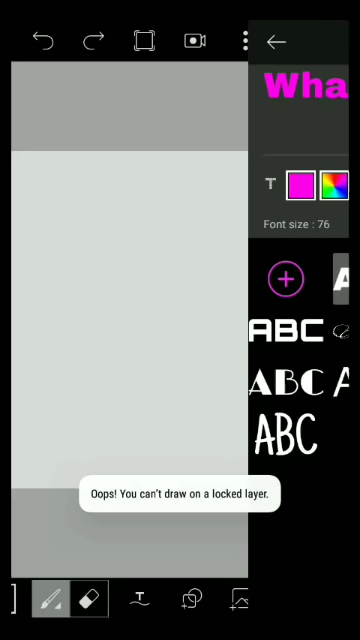 Wha
T
Font size : 76
A
ABC
ABC A
ABC
Oops! You can't draw on a locked layer.
T